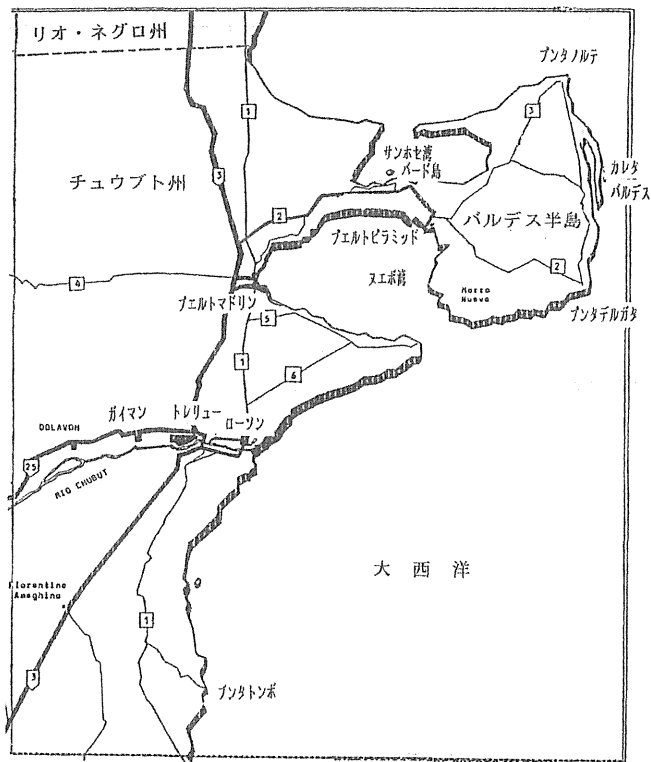 リオ・ネグロ州
プンタノルテ
1
3
サンホセ湾
バード島
カレタ
バルデス
チュウブト州
3
2
バルデス半島
プエルトピラミッド
ヌエボ湾
2
4
Morro
Nuevo
プエルトマドリン
プンタデルガタ
5
1
6
ガイマン
トレリュー
ローソン
DOLAVON
25
RIO CHUBUT
大西洋
Florentino
Ameghino
1
3
プンタトンボ